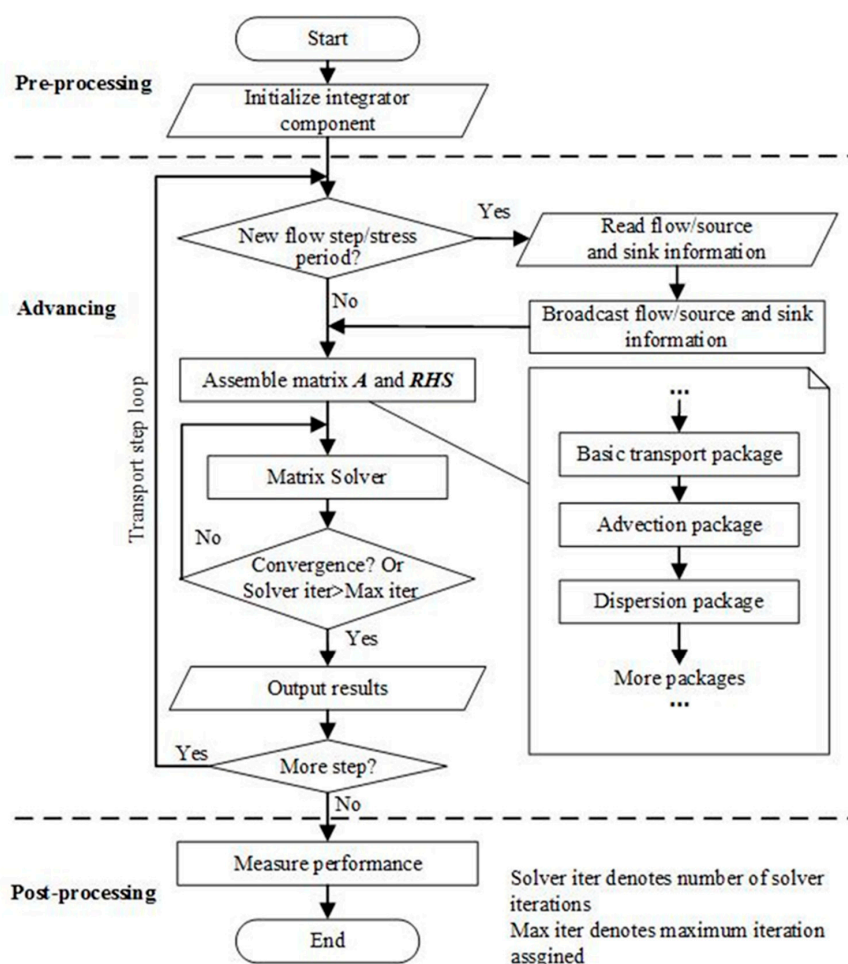 Start
Pre-processing
Initialize integrator
component
Yes
New flow step/stress
period?
Read flow/source
and sink information
No
Advancing
Broadcast flow/source and sink
information
Assemble matrix A and RHS
Transport step loop
...
Basic transport package
Matrix Solver
Advection package
No
Convergence? Or
Solver iter>Max iter
Dispersion package
Yes
More packages
...
Output results
Yes
More step?
No
Measure performance
Post-processing
Solver iter denotes number of solver
iterations
Max iter denotes maximum iteration
assgined
End